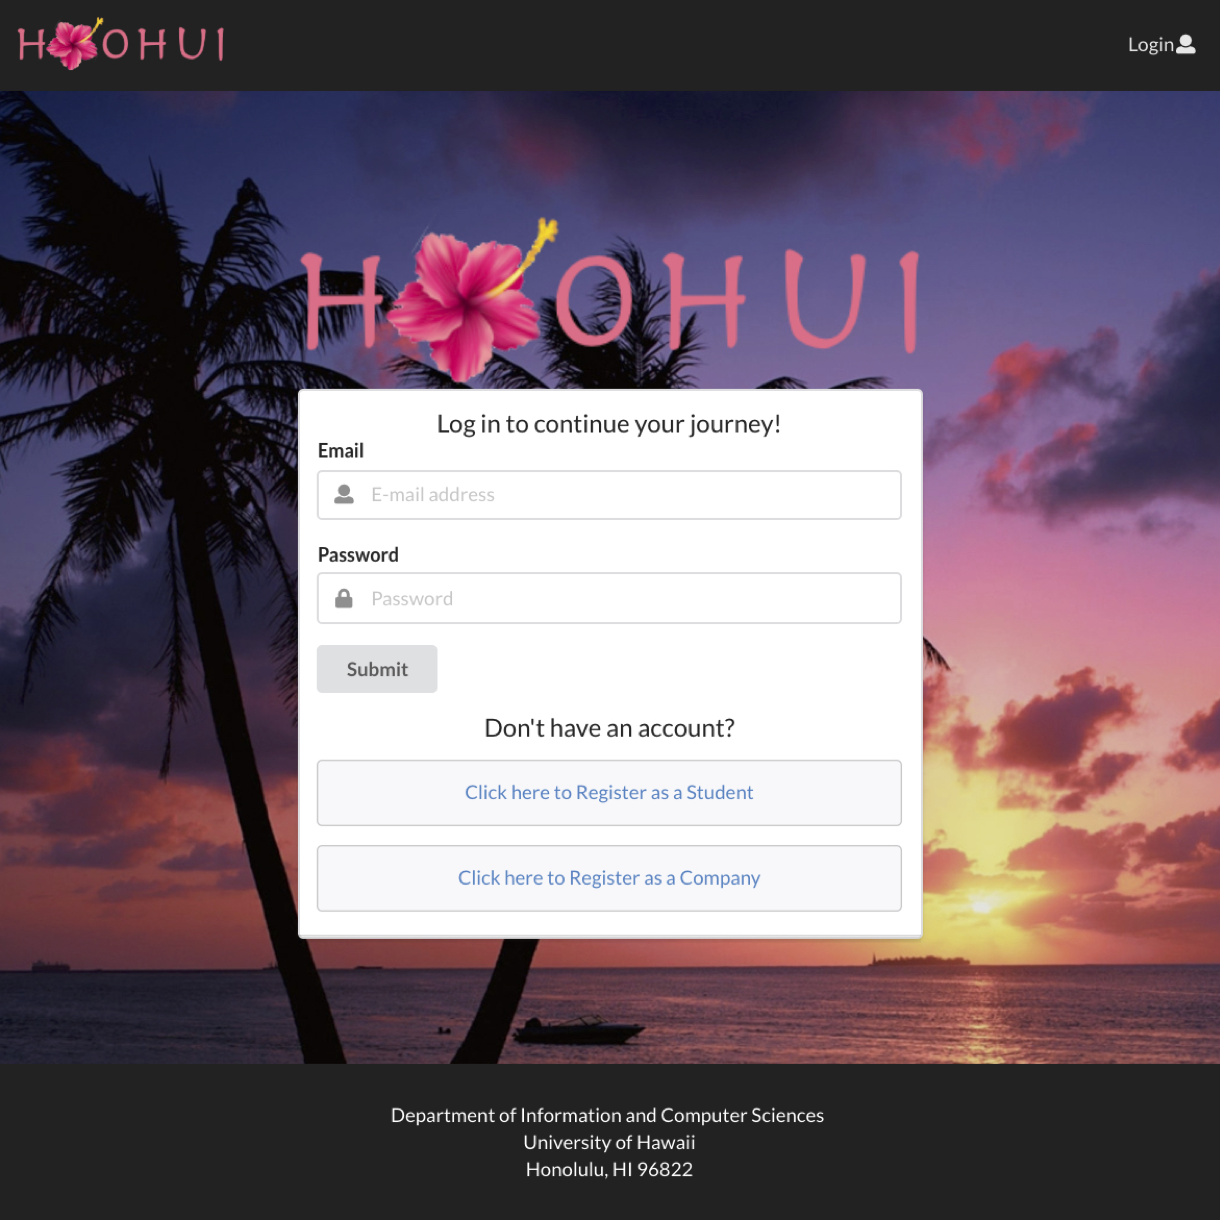 HOOHUI
Login
HOOHUI
Log in to continue your journey!
Email
E-mail address
Password
Password
Submit
Don't have an account?
Click here to Register as a Student
Click here to Register as a Company
Department of Information and Computer Sciences
University of Hawaii
Honolulu, HI 96822